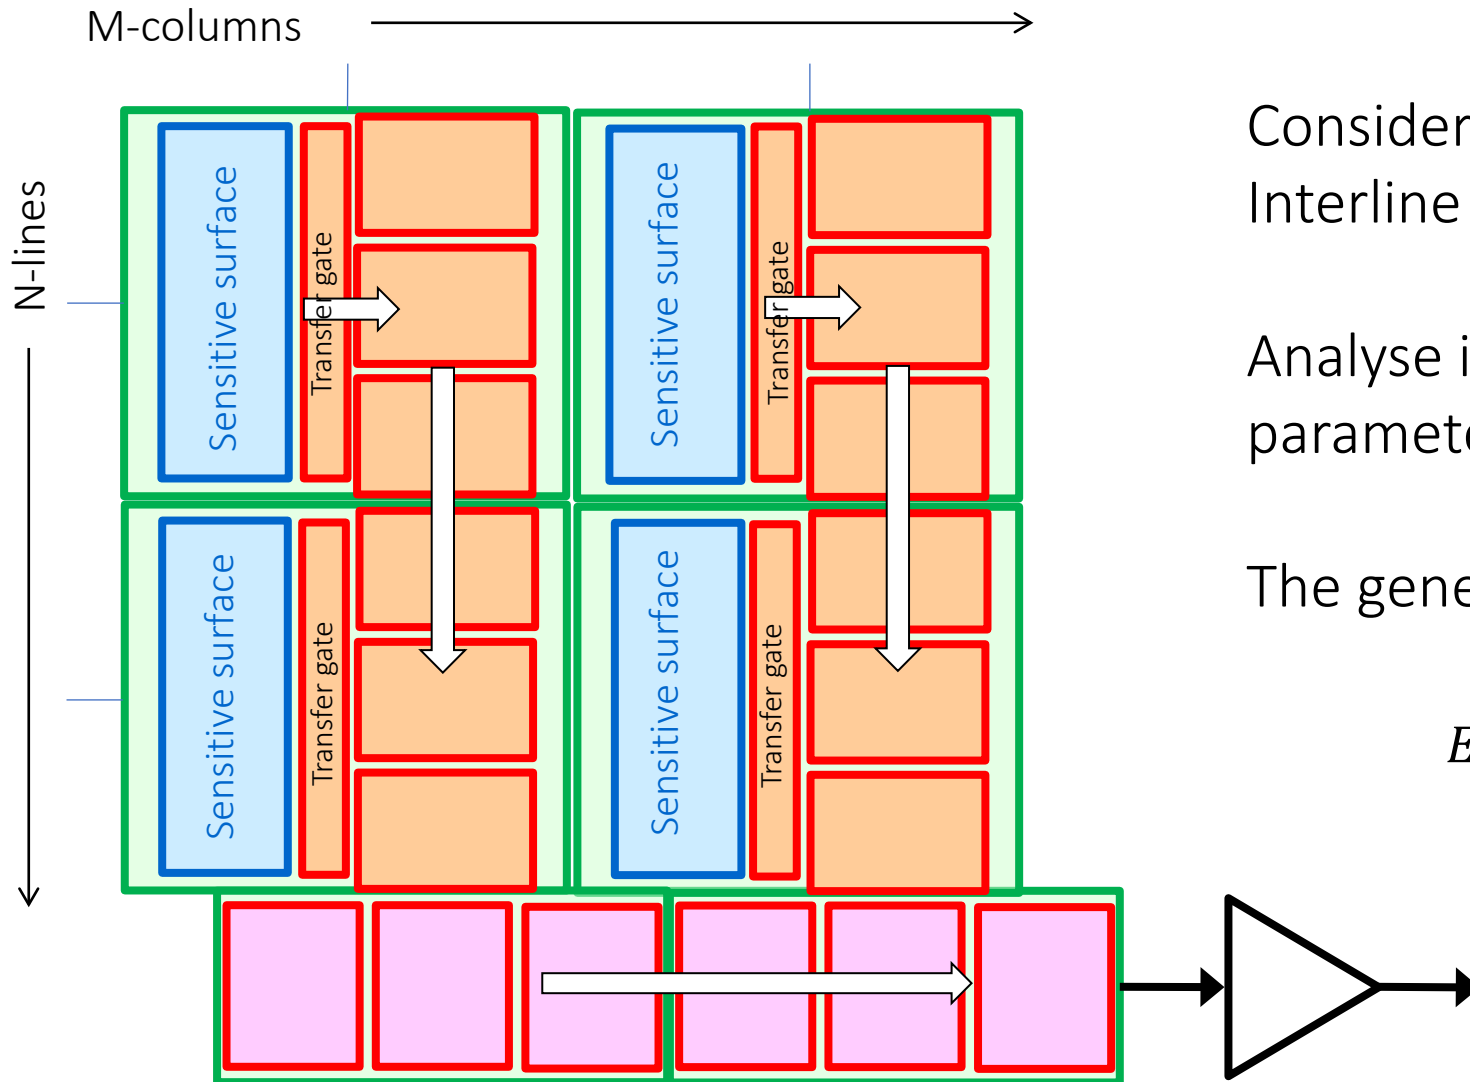 M-columns
N-lines
Sensitive surface
Transfer gate
Sensitive surface
Transfer gate
Sensitive surface
Transfer gate
Sensitive surface
Transfer gate
Consider
Interline
Analyse i
paramete
The gene
E